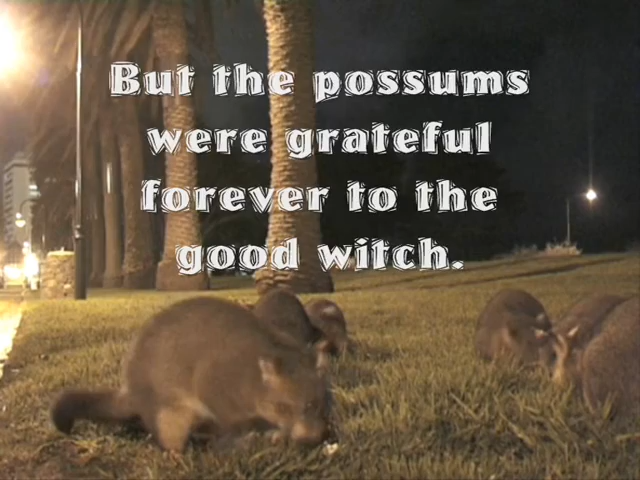 But the possums
were grateful
forever to the
good witch.